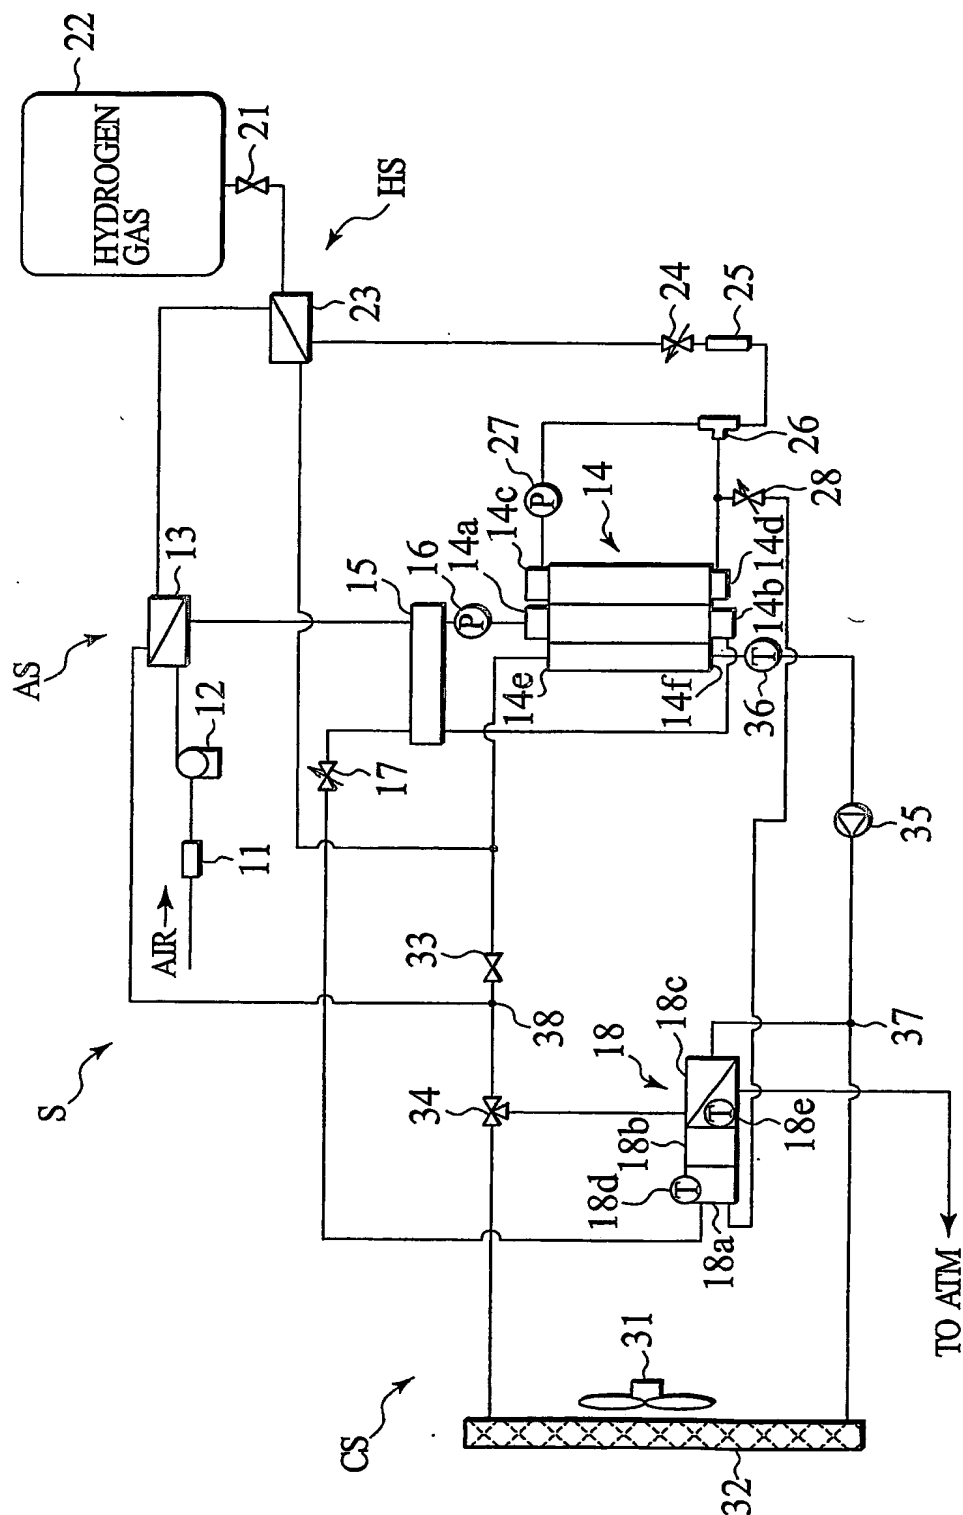 22
HYDROGEN
GAS
21
HS
23
24
25
26
28
27
14
14c
14a
16
15
13
AS
12
11
AIR
17
14e
14f
14d
14b
36
35
33
38
S
34
18
18c
18b
18d
18a
18e
37
TO ATM
CS
31
32
T
T
T
P
P